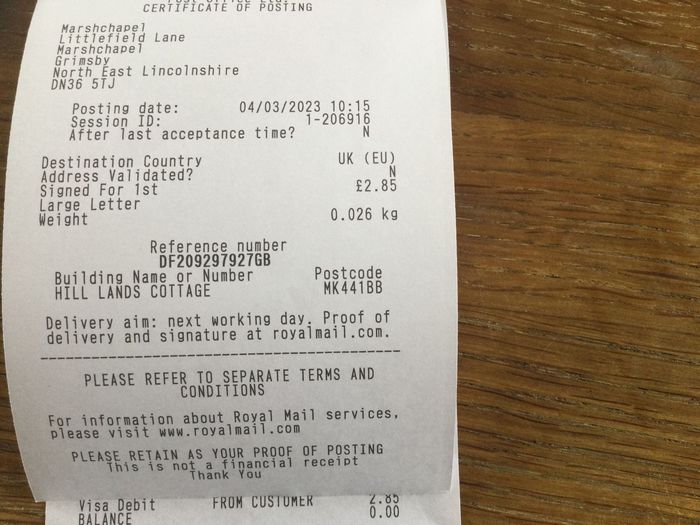 CERTIFICATE OF POSTING
Marshchapel
Littlefield Lane
Marshchapel
Grimsby
North East Lincolnshire
DN36 5TJ
Posting date: 04/03/2023 10:15
Session ID: 1-206916
After last acceptance time? N
Destination Country UK (EU)
Address Validated? N
Signed For 1st £2.85
Large Letter
Weight 0.026 kg
Reference number
DF209297927GB
Building Name or Number Postcode
HILL LANDS COTTAGE MK441BB
Delivery aim: next working day. Proof of
delivery and signature at royalmail.com.
PLEASE REFER TO SEPARATE TERMS AND
CONDITIONS
For information about Royal Mail services,
please visit www.royalmail.com
PLEASE RETAIN AS YOUR PROOF OF POSTING
This is not a financial receipt
Thank You
FROM CUSTOMER
Visa Debit 2.85
BALANCE 0.00